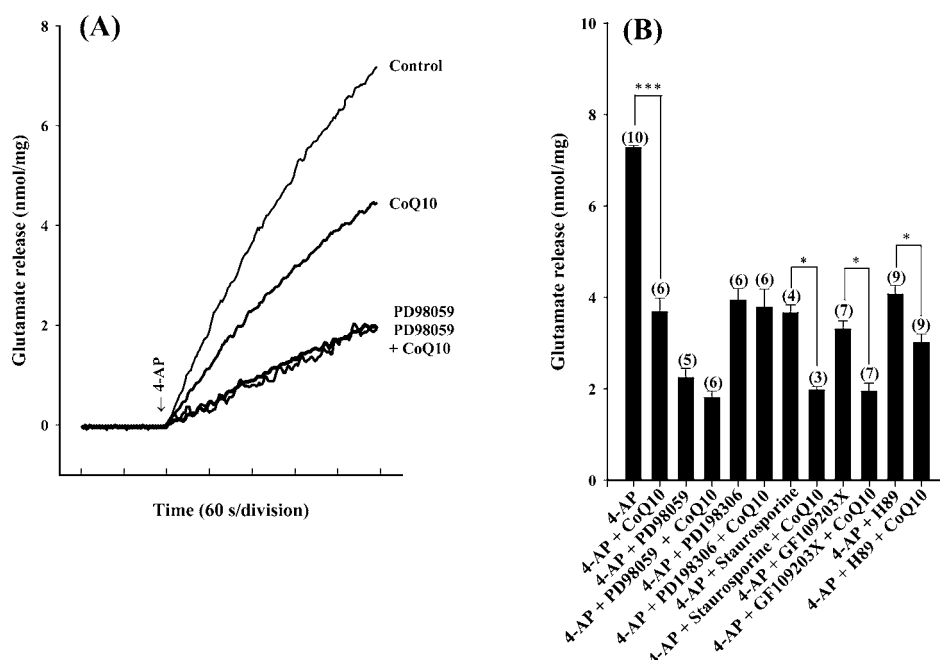 (A)
Glutamate release (nmol/mg)
8
6
4
2
0
Control
CoQ10
PD98059
PD98059
+ CoQ10
4-AP
Time (60 s/division)
(B)
Glutamate release (nmol/mg)
10
8
6
4
2
0
***
*
*
*
(10)
(6)
(5)
(6)
(6)
(6)
(4)
(3)
(7)
(7)
(9)
(9)
4-AP
4-AP + CoQ10
4-AP + PD98059
4-AP + PD98059 + CoQ10
4-AP + PD198306
4-AP + PD198306 + CoQ10
4-AP + Staurosporine
4-AP + Staurosporine + CoQ10
4-AP + GF109203X
4-AP + GF109203X + CoQ10
4-AP + H89
4-AP + H89 + CoQ10